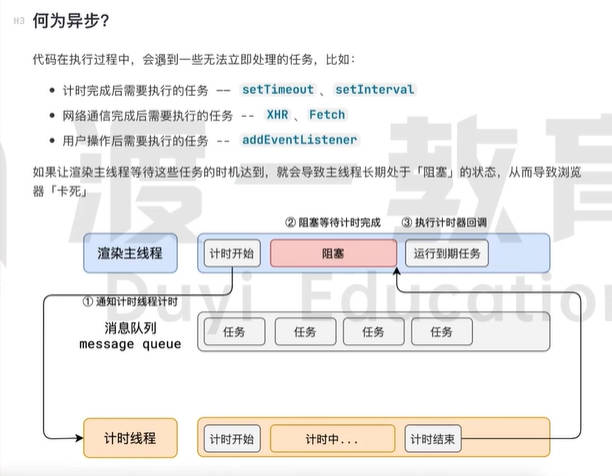 H3 何为异步?
代码在执行过程中，会遇到一些无法立即处理的任务，比如：
• 计时完成后需要执行的任务 —— setTimeout 、 setInterval
• 网络通信完成后需要执行的任务 -- XHR 、 Fetch
• 用户操作后需要执行的任务 -- addEventListener
如果让渲染主线程等待这些任务的时机达到，就会导致主线程长期处于「阻塞」的状态，从而导致浏览
器「卡死」
② 阻塞等待计时完成 ③ 执行计时器回调
渲染主线程 计时开始 阻塞 运行到期任务
① 通知计时线程计时
消息队列
message queue
任务 任务 任务 任务
计时线程 计时开始 计时中... 计时结束
渡一教育
Duyi Education